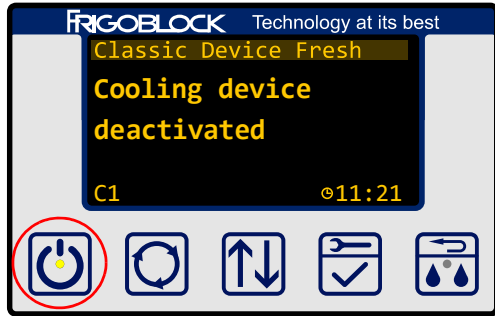 FRIGOBLOCK Technology at its best
Classic Device Fresh
Cooling device
deactivated
C1 11:21